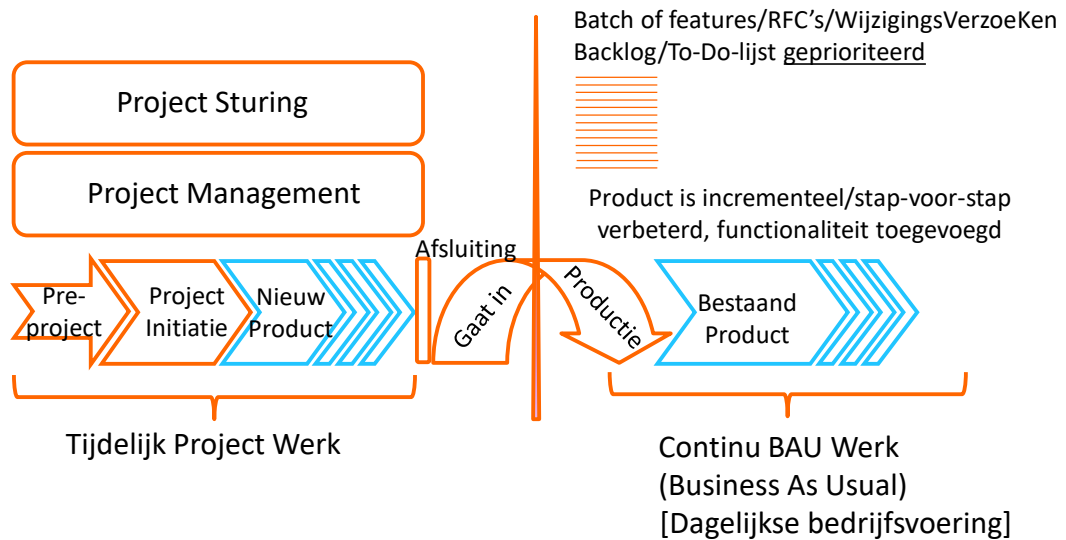 Batch of features/RFC's/WijzigingsVerzoeKen
Backlog/To-Do-lijst geprioriteerd
Project Sturing
Project Management
Product is incrementeel/stap-voor-stap
verbeterd, functionaliteit toegevoegd
Afsluiting
Pre-
project
Project
Initiatie
Nieuw
Product
Gaat in
Productie
Bestaand
Product
Tijdelijk Project Werk
Continu BAU Werk
(Business As Usual)
[Dagelijkse bedrijfsvoering]